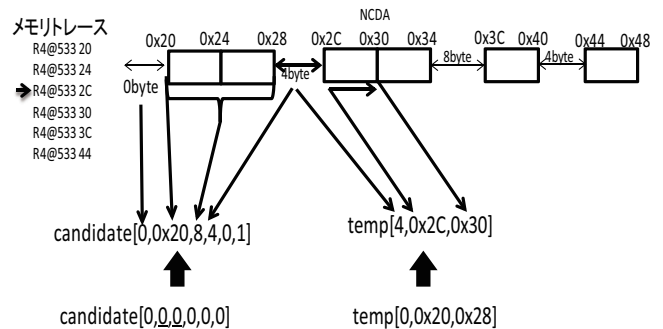 NCDA
メモリトレース
R4@533 20
R4@533 24
R4@533 2C
R4@533 30
R4@533 3C
R4@533 44
0x20 0x24 0x28 0x2C 0x30 0x34 0x3C 0x40 0x44 0x48
0byte 4byte 8byte 4byte
candidate[0,0x20,8,4,0,1] temp[4,0x2C,0x30]
candidate[0,0,0,0,0,0] temp[0,0x20,0x28]